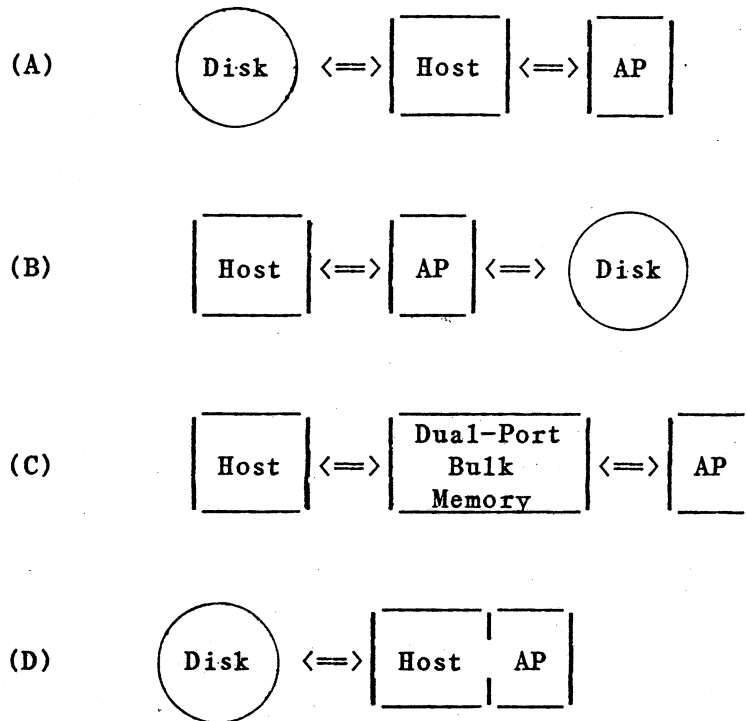 (A) Disk <==> Host <==> AP
(B) Host <==> AP <==> Disk
(C) Host <==> Dual-Port Bulk Memory <==> AP
(D) Disk <==> Host AP